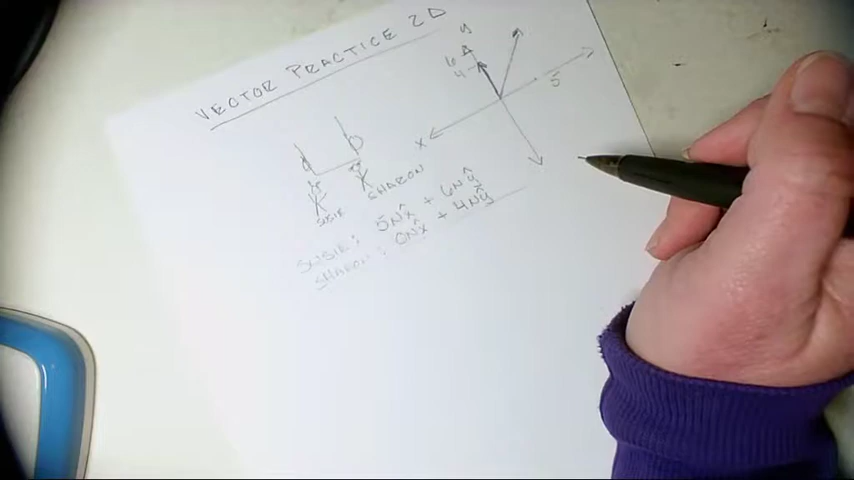 VECTOR PRACTICE 2D
y
6
4
5
X
SUSIE SHARON
SUSIE: 5Nx̂ + 6Nŷ
SHARON: 0Nx̂ + 4Nŷ